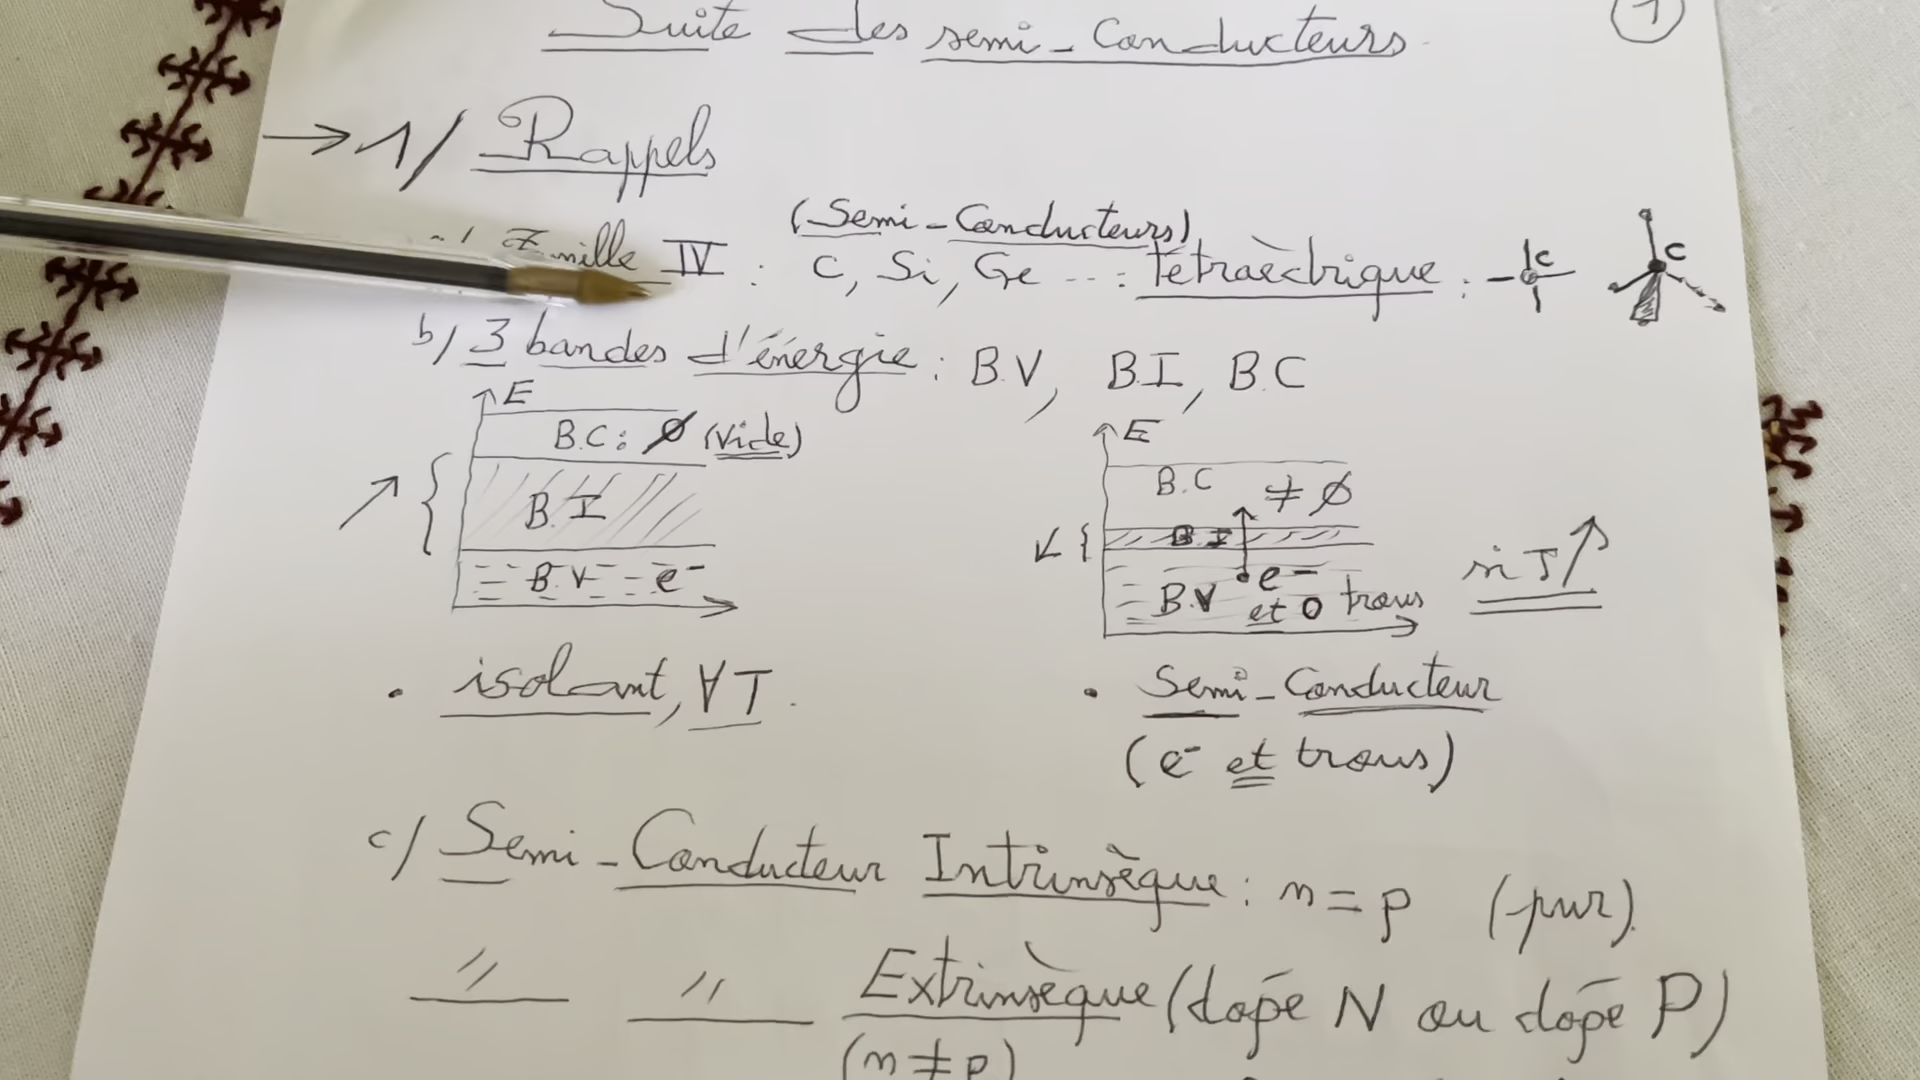 Suite des semi-Conducteurs
1
→ 1/ Rappels
(Semi-Conducteurs)
a/ Famille IV : C, Si, Ge ... : tétraèdrique : C C
b/ 3 bandes d'énergie : B.V, B.I, B.C
E
B.C : ∅ (vide)
B.I
B.V e⁻
E
B.C ≠ ∅
B.I
B.V e⁻
et o trous
si T ↗
• isolant, ∀T.
• Semi-Conducteur
(e⁻ et trous)
c/ Semi-Conducteur Intrinsèque : n = p (pur).
// // Extrinsèque (dopé N ou dopé P)
(n ≠ p)